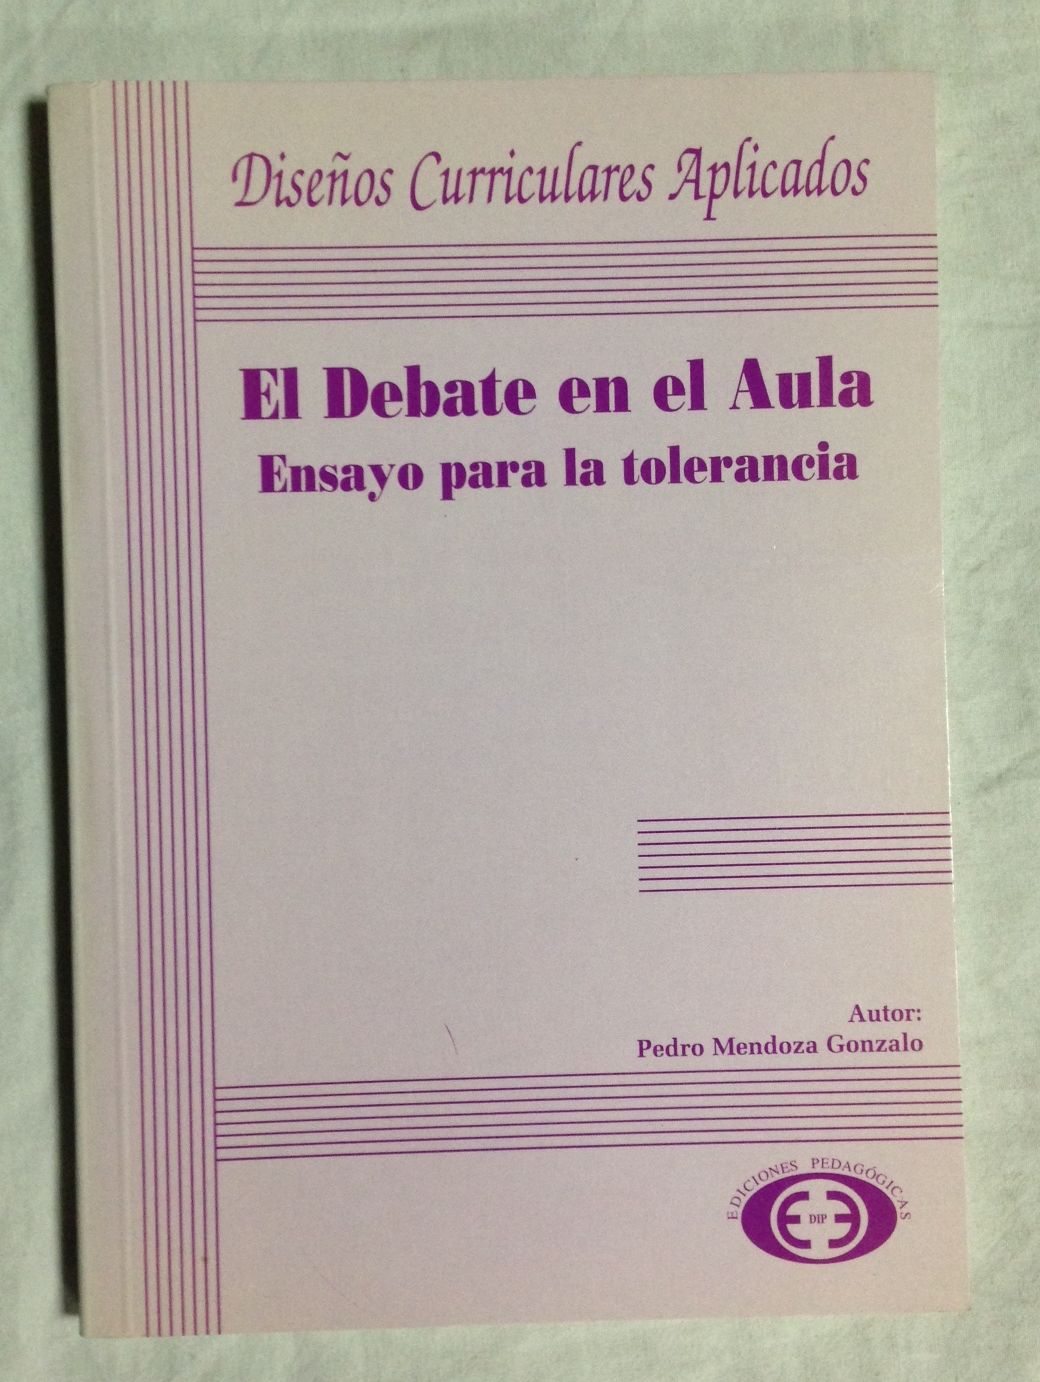 Diseños Curriculares Aplicados
El Debate en el Aula
Ensayo para la tolerancia
Autor:
Pedro Mendoza Gonzalo
EDICIONES PEDAGÓGICAS
DIP